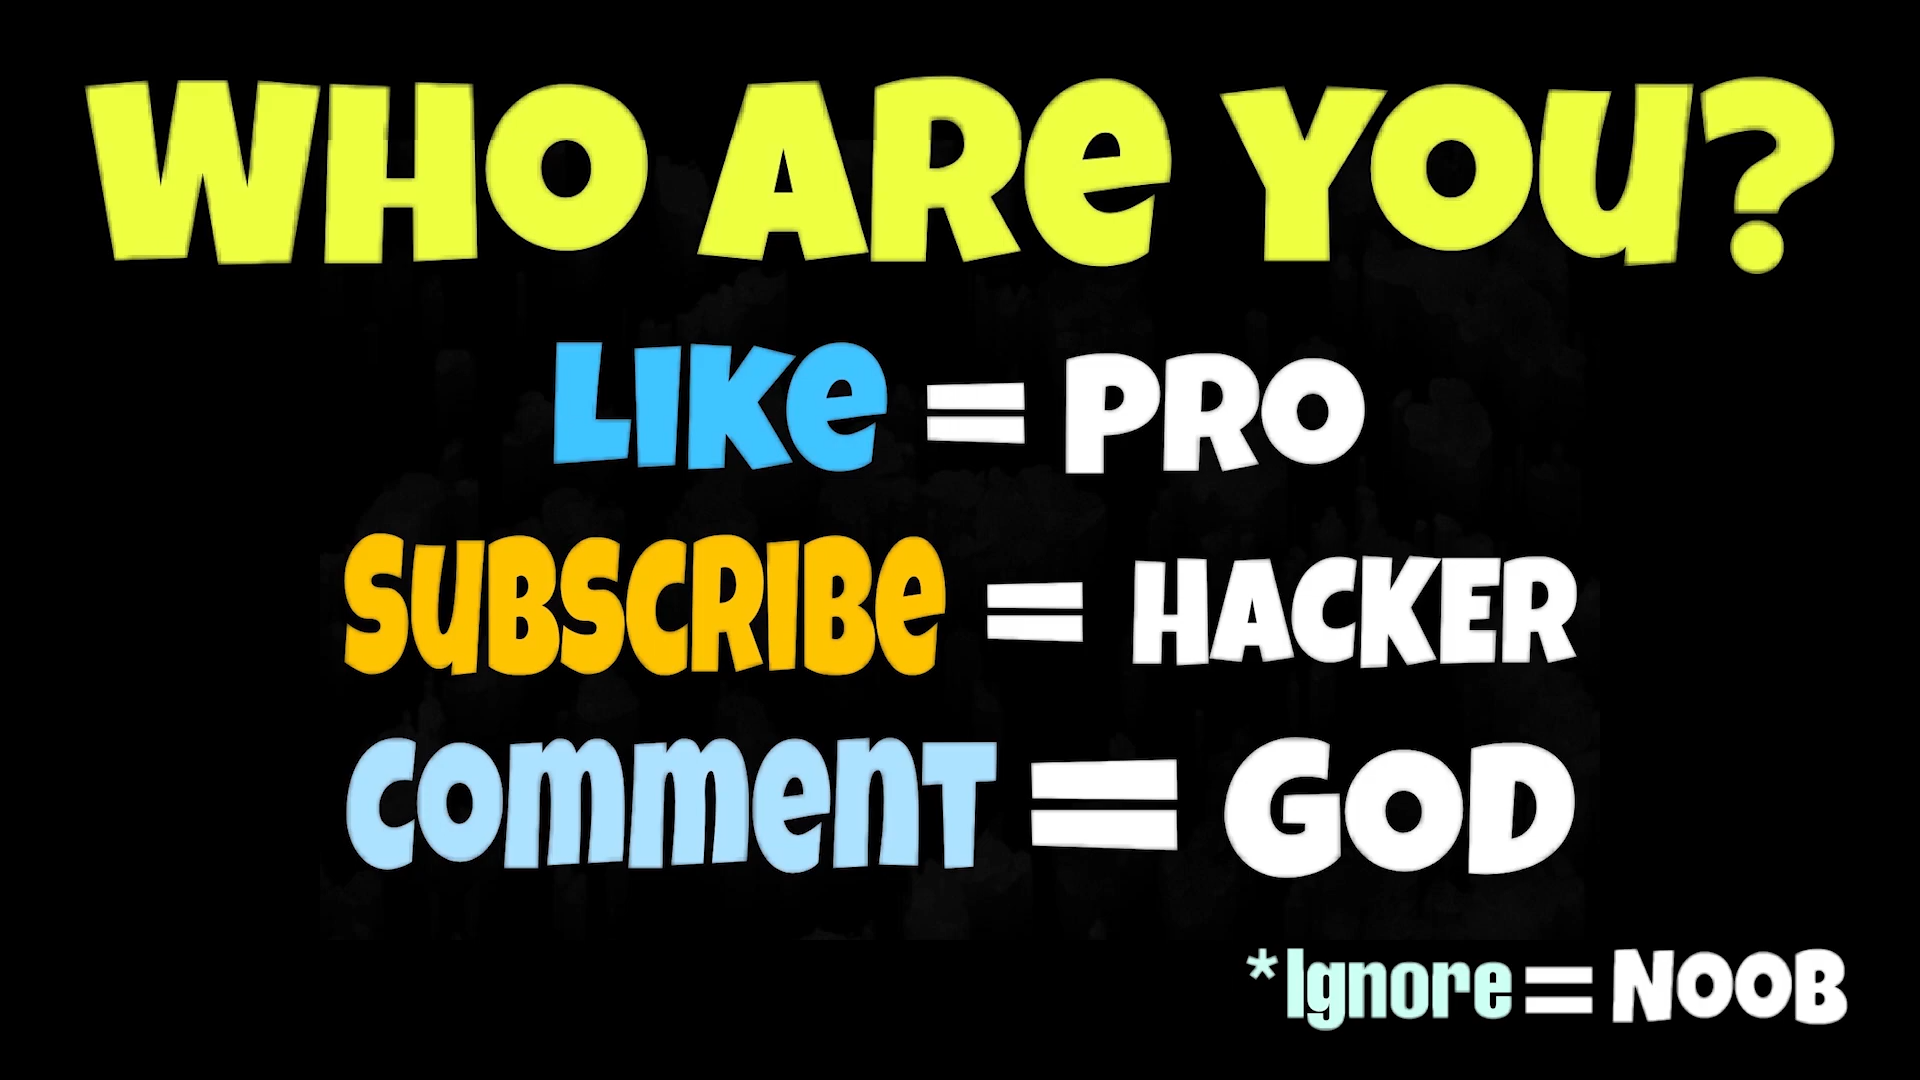 WHO ARE YOU?
LIKE = PRO
SUBSCRIBE = HACKER
COMMENT = GOD
*Ignore = NOOB